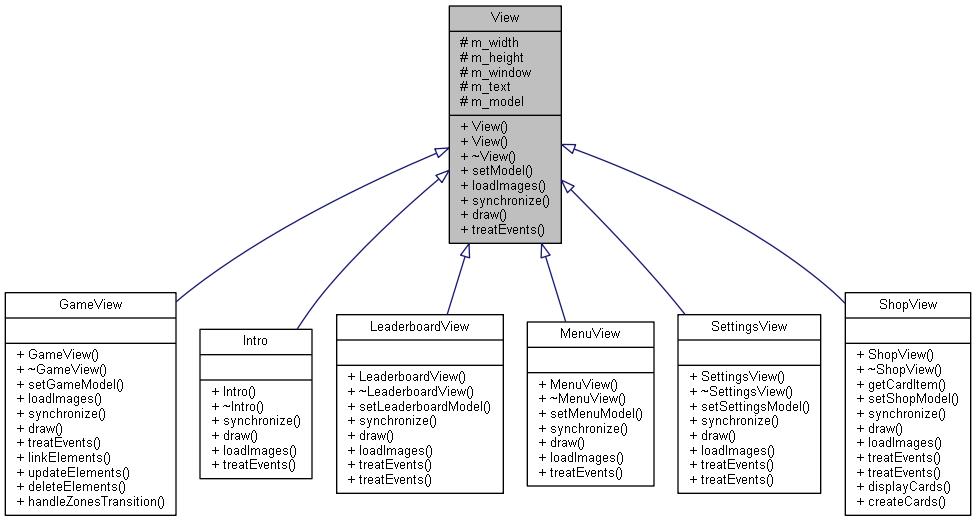 View
# m_width
# m_height
# m_window
# m_text
# m_model
+ View()
+ View()
+ ~View()
+ setModel()
+ loadImages()
+ synchronize()
+ draw()
+ treatEvents()
GameView
+ GameView()
+ ~GameView()
+ setGameModel()
+ loadImages()
+ synchronize()
+ draw()
+ treatEvents()
+ linkElements()
+ updateElements()
+ deleteElements()
+ handleZonesTransition()
Intro
+ Intro()
+ ~Intro()
+ synchronize()
+ draw()
+ loadImages()
+ treatEvents()
LeaderboardView
+ LeaderboardView()
+ ~LeaderboardView()
+ setLeaderboardModel()
+ synchronize()
+ draw()
+ loadImages()
+ treatEvents()
+ treatEvents()
MenuView
+ MenuView()
+ ~MenuView()
+ setMenuModel()
+ synchronize()
+ draw()
+ loadImages()
+ treatEvents()
SettingsView
+ SettingsView()
+ ~SettingsView()
+ setSettingsModel()
+ synchronize()
+ draw()
+ loadImages()
+ treatEvents()
+ treatEvents()
ShopView
+ ShopView()
+ ~ShopView()
+ getCardItem()
+ setShopModel()
+ synchronize()
+ draw()
+ loadImages()
+ treatEvents()
+ treatEvents()
+ displayCards()
+ createCards()